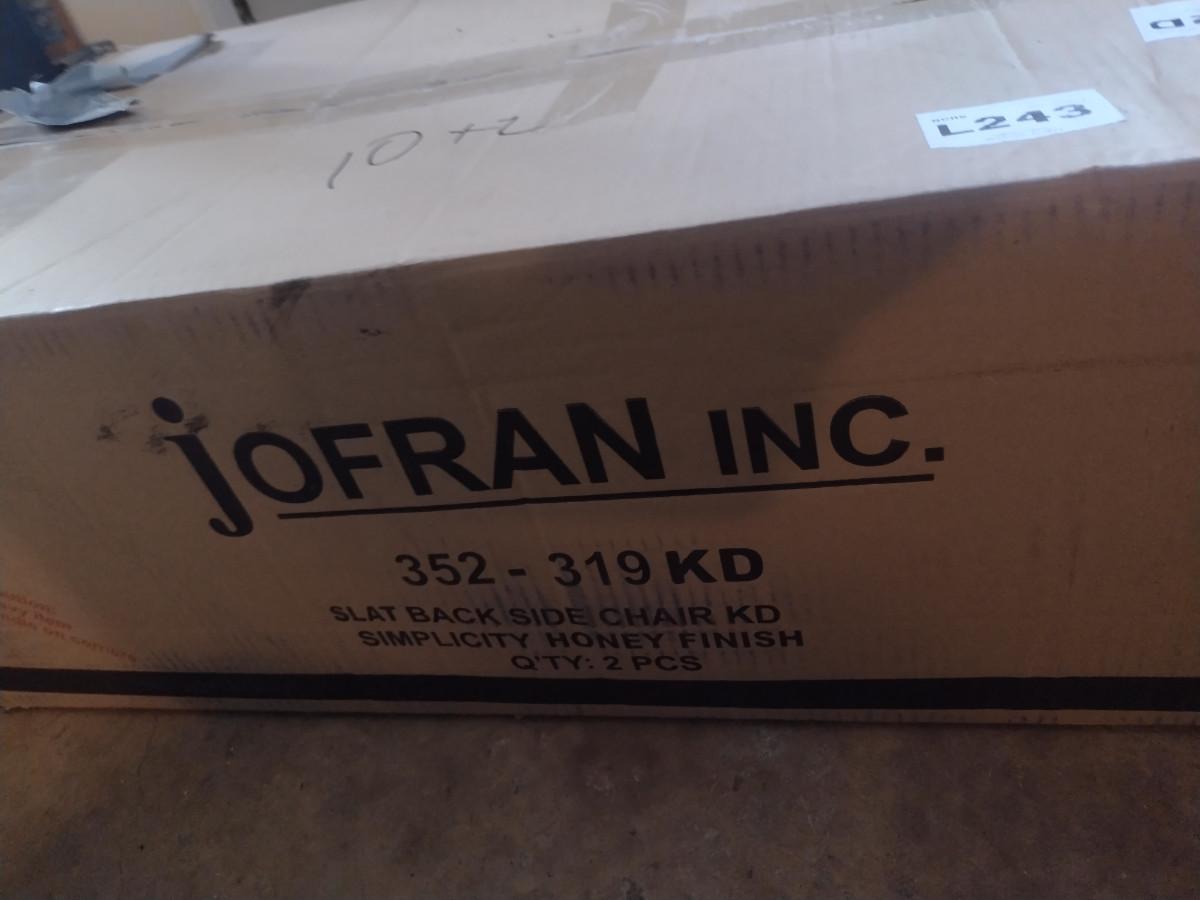 10 + 2
L243
jOFRAN INC.
352 - 319 KD
SLAT BACK SIDE CHAIR KD
SIMPLICITY HONEY FINISH
Q'TY: 2 PCS